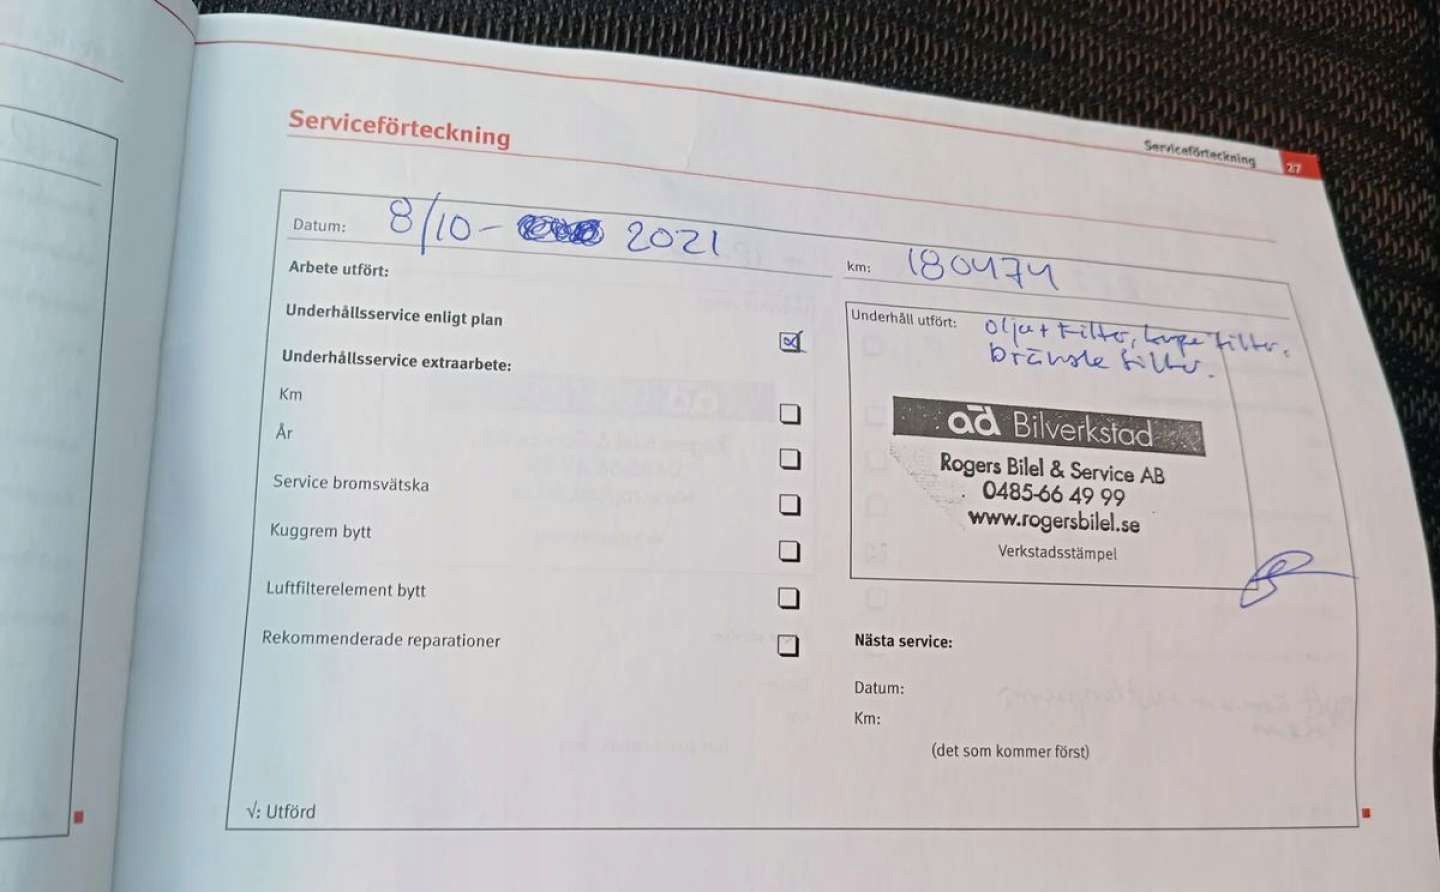 Serviceförteckning
Serviceförteckning 27
Datum: 8/10 - 2021
km: 180474
Arbete utfört:
Underhållsservice enligt plan
Underhållsservice extraarbete:
Km
År
Service bromsvätska
Kuggrem bytt
Luftfilterelement bytt
Rekommenderade reparationer
√: Utförd
Underhåll utfört: olja + Filter, kupefilter,
bränsle filter.
ad Bilverkstad
Rogers Bilel & Service AB
0485-66 49 99
www.rogersbilel.se
Verkstadsstämpel
Nästa service:
Datum:
Km:
(det som kommer först)